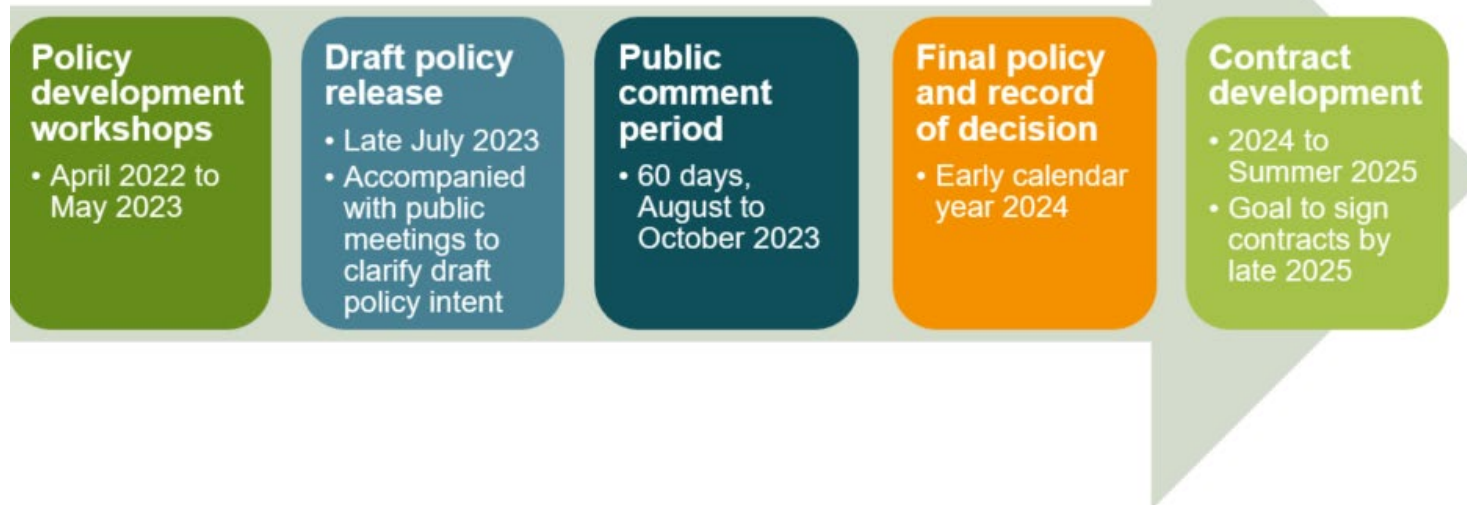 Policy
development
workshops
• April 2022 to
May 2023
Draft policy
release
• Late July 2023
• Accompanied
with public
meetings to
clarify draft
policy intent
Public
comment
period
• 60 days,
August to
October 2023
Final policy
and record
of decision
• Early calendar
year 2024
Contract
development
• 2024 to
Summer 2025
• Goal to sign
contracts by
late 2025